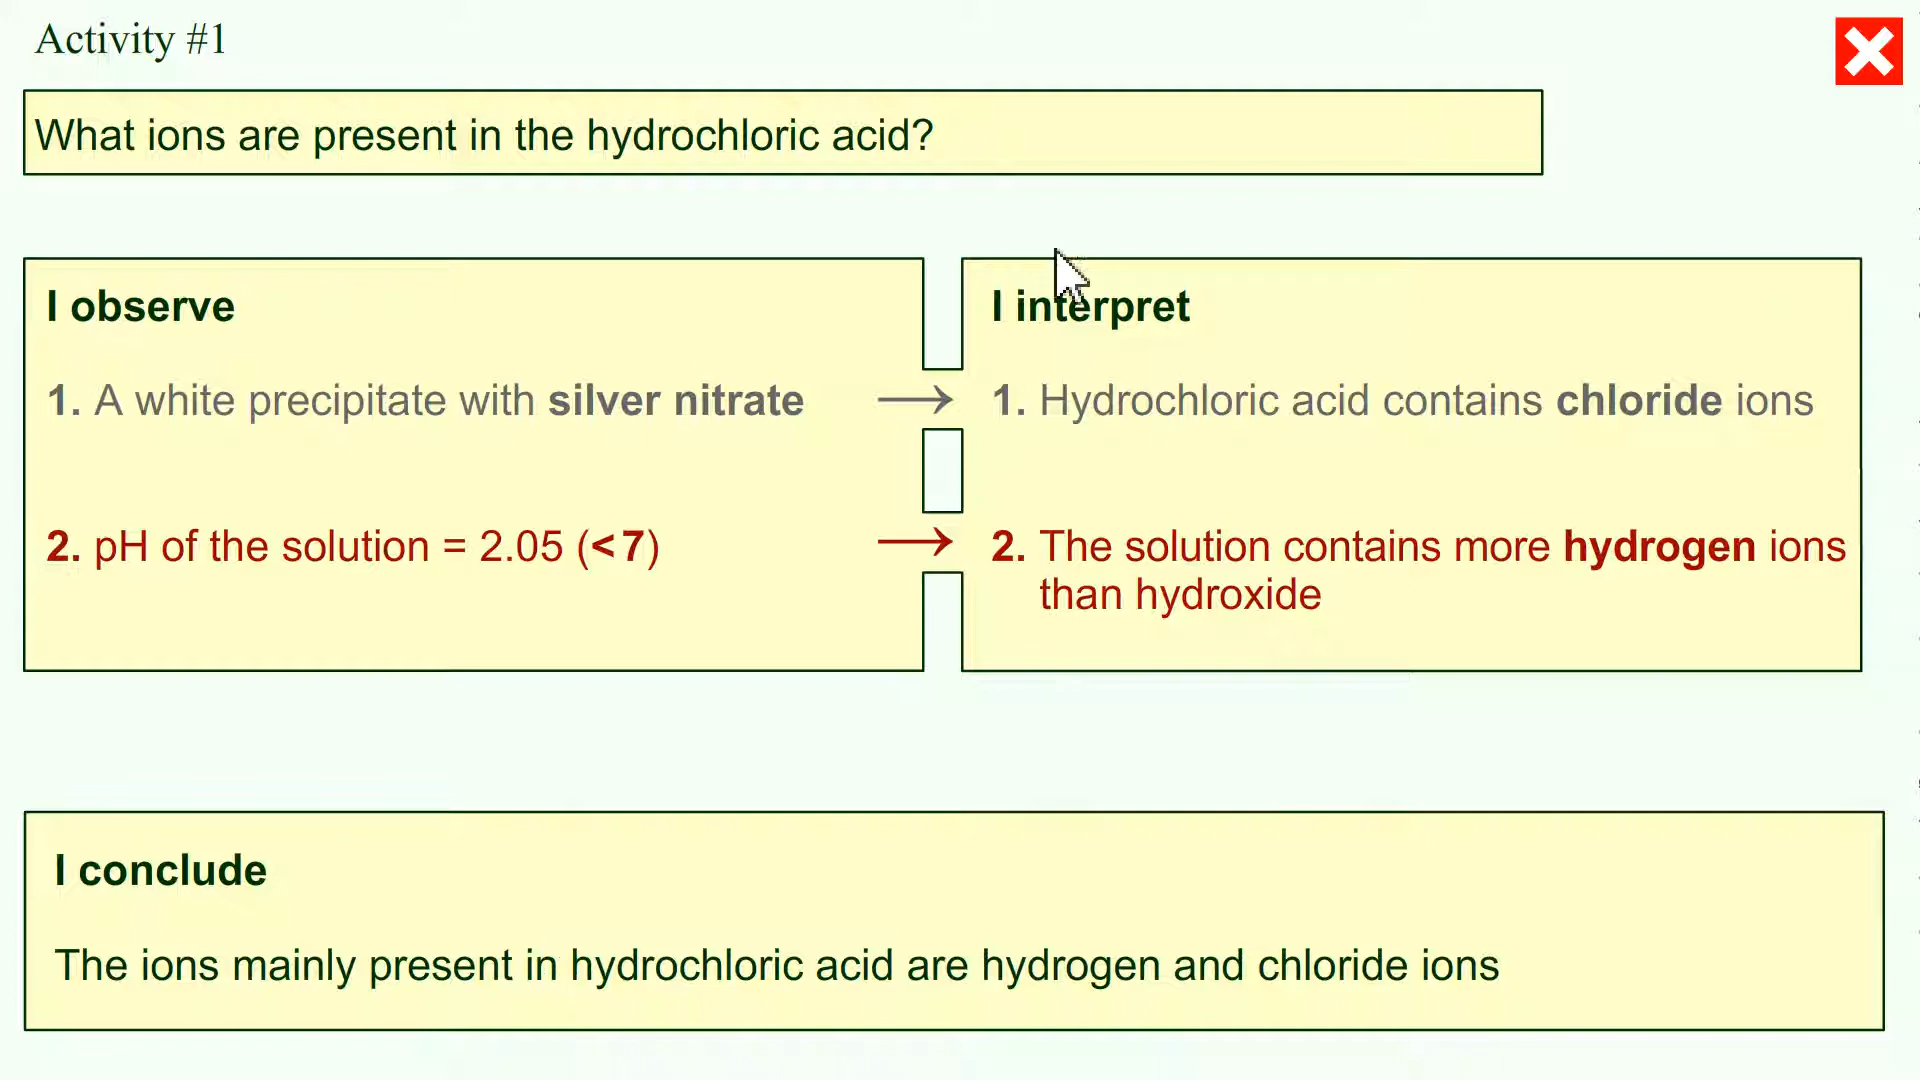 Activity #1
What ions are present in the hydrochloric acid?
I observe
1. A white precipitate with silver nitrate →
2. pH of the solution = 2.05 (<7) →
I interpret
1. Hydrochloric acid contains chloride ions
2. The solution contains more hydrogen ions
than hydroxide
I conclude
The ions mainly present in hydrochloric acid are hydrogen and chloride ions